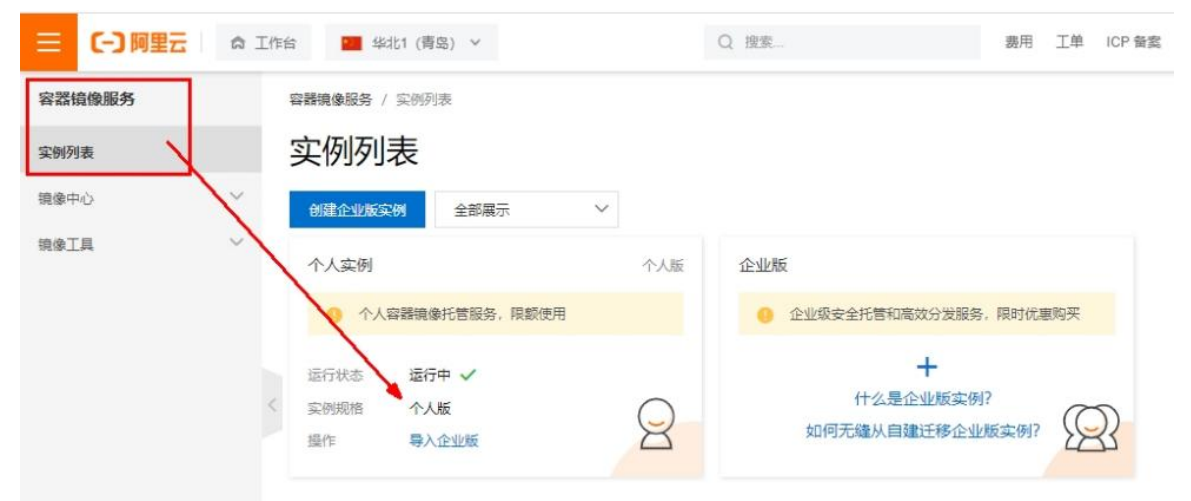 阿里云 工作台 华北1（青岛） 搜索... 费用 工单 ICP 备案
容器镜像服务
实例列表
镜像中心
镜像工具
容器镜像服务 / 实例列表
实例列表
创建企业版实例 全部展示
个人实例 个人版
个人容器镜像托管服务，限额使用
运行状态 运行中
实例规格 个人版
操作 导入企业版
企业版
企业级安全托管和高效分发服务，限时优惠购买
什么是企业版实例?
如何无缝从自建迁移企业版实例?